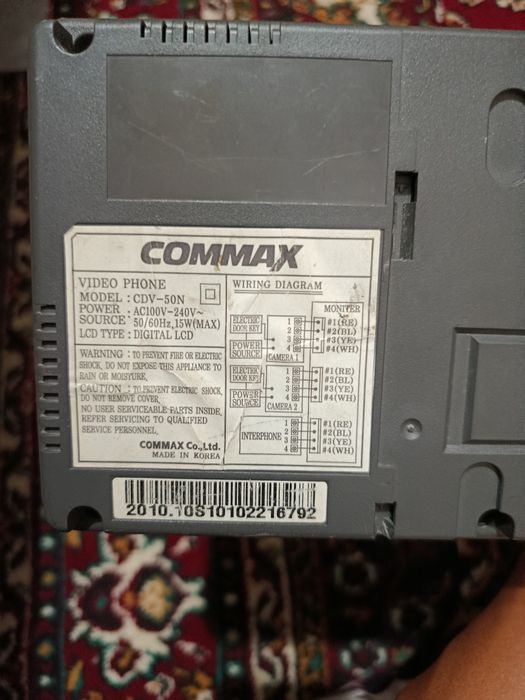 COMMAX
VIDEO PHONE
MODEL : CDV-50N
POWER : AC100V-240V~
SOURCE 50/60Hz, 15W(MAX)
LCD TYPE : DIGITAL LCD
WARNING : TO PREVENT FIRE OR ELECTRIC
SHOCK, DO NOT EXPOSE THIS APPLIANCE TO
RAIN OR MOISTURE.
CAUTION : TO PREVENT ELECTRIC SHOCK,
DO NOT REMOVE COVER.
NO USER SERVICEABLE PARTS INSIDE,
REFER SERVICING TO QUALIFIED
SERVICE PERSONNEL.
COMMAX Co., Ltd.
MADE IN KOREA
WIRING DIAGRAM
MONITER
ELECTRIC
DOOR KEY
POWER
SOURCE
1
2
3
4
CAMERA 1
#1(RE)
#2(BL)
#3(YE)
#4(WH)
ELECTRIC
DOOR KEY
POWER
SOURCE
1
2
3
4
CAMERA 2
#1(RE)
#2(BL)
#3(YE)
#4(WH)
INTERPHONE
1
2
3
4
#1(RE)
#2(BL)
#3(YE)
#4(WH)
2010.10S10102216792